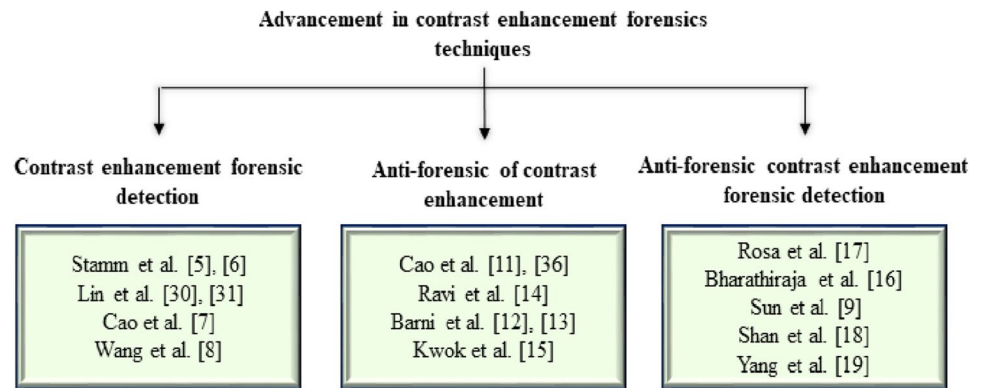 Advancement in contrast enhancement forensics
techniques
Contrast enhancement forensic
detection
Stamm et al. [5], [6]
Lin et al. [30], [31]
Cao et al. [7]
Wang et al. [8]
Anti-forensic of contrast
enhancement
Cao et al. [11], [36]
Ravi et al. [14]
Barni et al. [12], [13]
Kwok et al. [15]
Anti-forensic contrast enhancement
forensic detection
Rosa et al. [17]
Bharathiraja et al. [16]
Sun et al. [9]
Shan et al. [18]
Yang et al. [19]